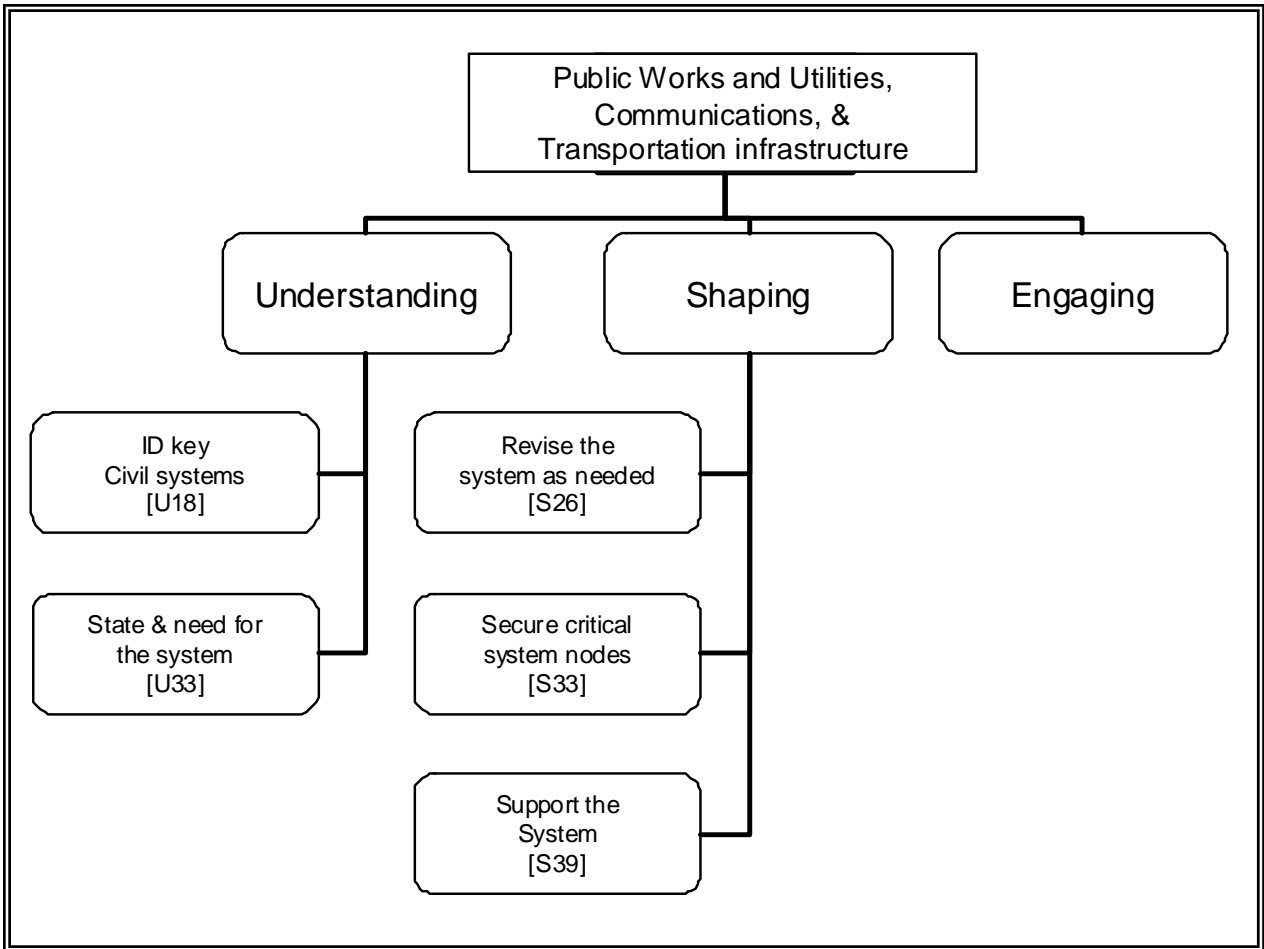 Public Works and Utilities,
Communications, &
Transportation infrastructure
Understanding
Shaping
Engaging
ID key
Civil systems
[U18]
Revise the
system as needed
[S26]
State & need for
the system
[U33]
Secure critical
system nodes
[S33]
Support the
System
[S39]